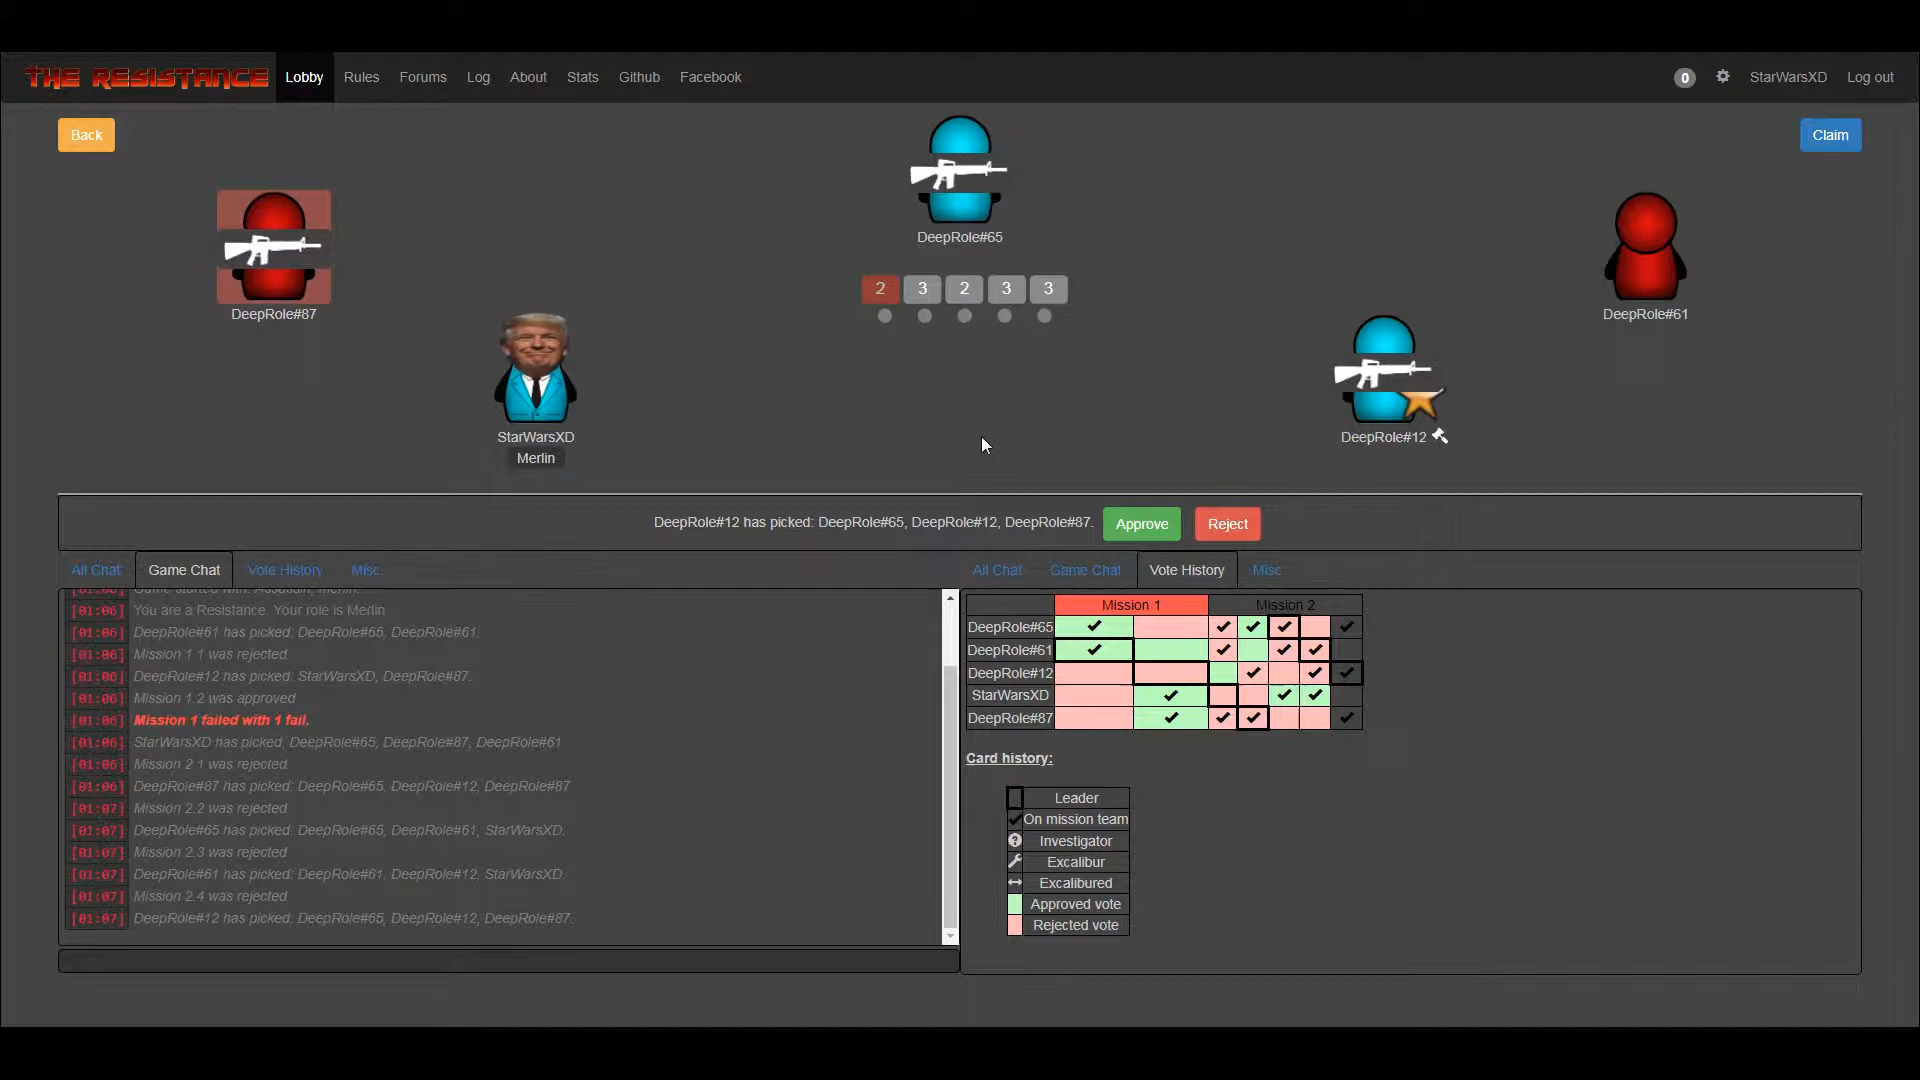 THE RESISTANCE Lobby Rules Forums Log About Stats Github Facebook 0 StarWarsXD Log out
Back
Claim
DeepRole#65
DeepRole#87
DeepRole#61
2 3 2 3 3
StarWarsXD
Merlin
DeepRole#12
DeepRole#12 has picked: DeepRole#65, DeepRole#12, DeepRole#87. Approve Reject
All Chat Game Chat Vote History Misc
[01:06] Game started with: Assassin, Merlin.
[01:06] You are a Resistance. Your role is Merlin
[01:06] DeepRole#61 has picked: DeepRole#65, DeepRole#61.
[01:06] Mission 1.1 was rejected.
[01:06] DeepRole#12 has picked: StarWarsXD, DeepRole#87.
[01:06] Mission 1.2 was approved
[01:06] Mission 1 failed with 1 fail.
[01:06] StarWarsXD has picked: DeepRole#65, DeepRole#87, DeepRole#61
[01:06] Mission 2.1 was rejected.
[01:06] DeepRole#87 has picked: DeepRole#65, DeepRole#12, DeepRole#87
[01:07] Mission 2.2 was rejected
[01:07] DeepRole#65 has picked: DeepRole#65, DeepRole#61, StarWarsXD.
[01:07] Mission 2.3 was rejected
[01:07] DeepRole#61 has picked: DeepRole#61, DeepRole#12, StarWarsXD.
[01:07] Mission 2.4 was rejected
[01:07] DeepRole#12 has picked: DeepRole#65, DeepRole#12, DeepRole#87.
All Chat Game Chat Vote History Misc
Mission 1 Mission 2
DeepRole#65
DeepRole#61
DeepRole#12
StarWarsXD
DeepRole#87
Card history:
Leader
On mission team
Investigator
Excalibur
Excalibured
Approved vote
Rejected vote